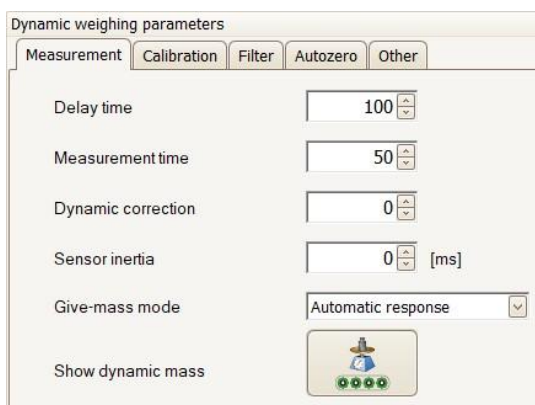 Dynamic weighing parameters
Measurement Calibration Filter Autozero Other
Delay time 100
Measurement time 50
Dynamic correction 0
Sensor inertia 0 [ms]
Give-mass mode Automatic response
Show dynamic mass